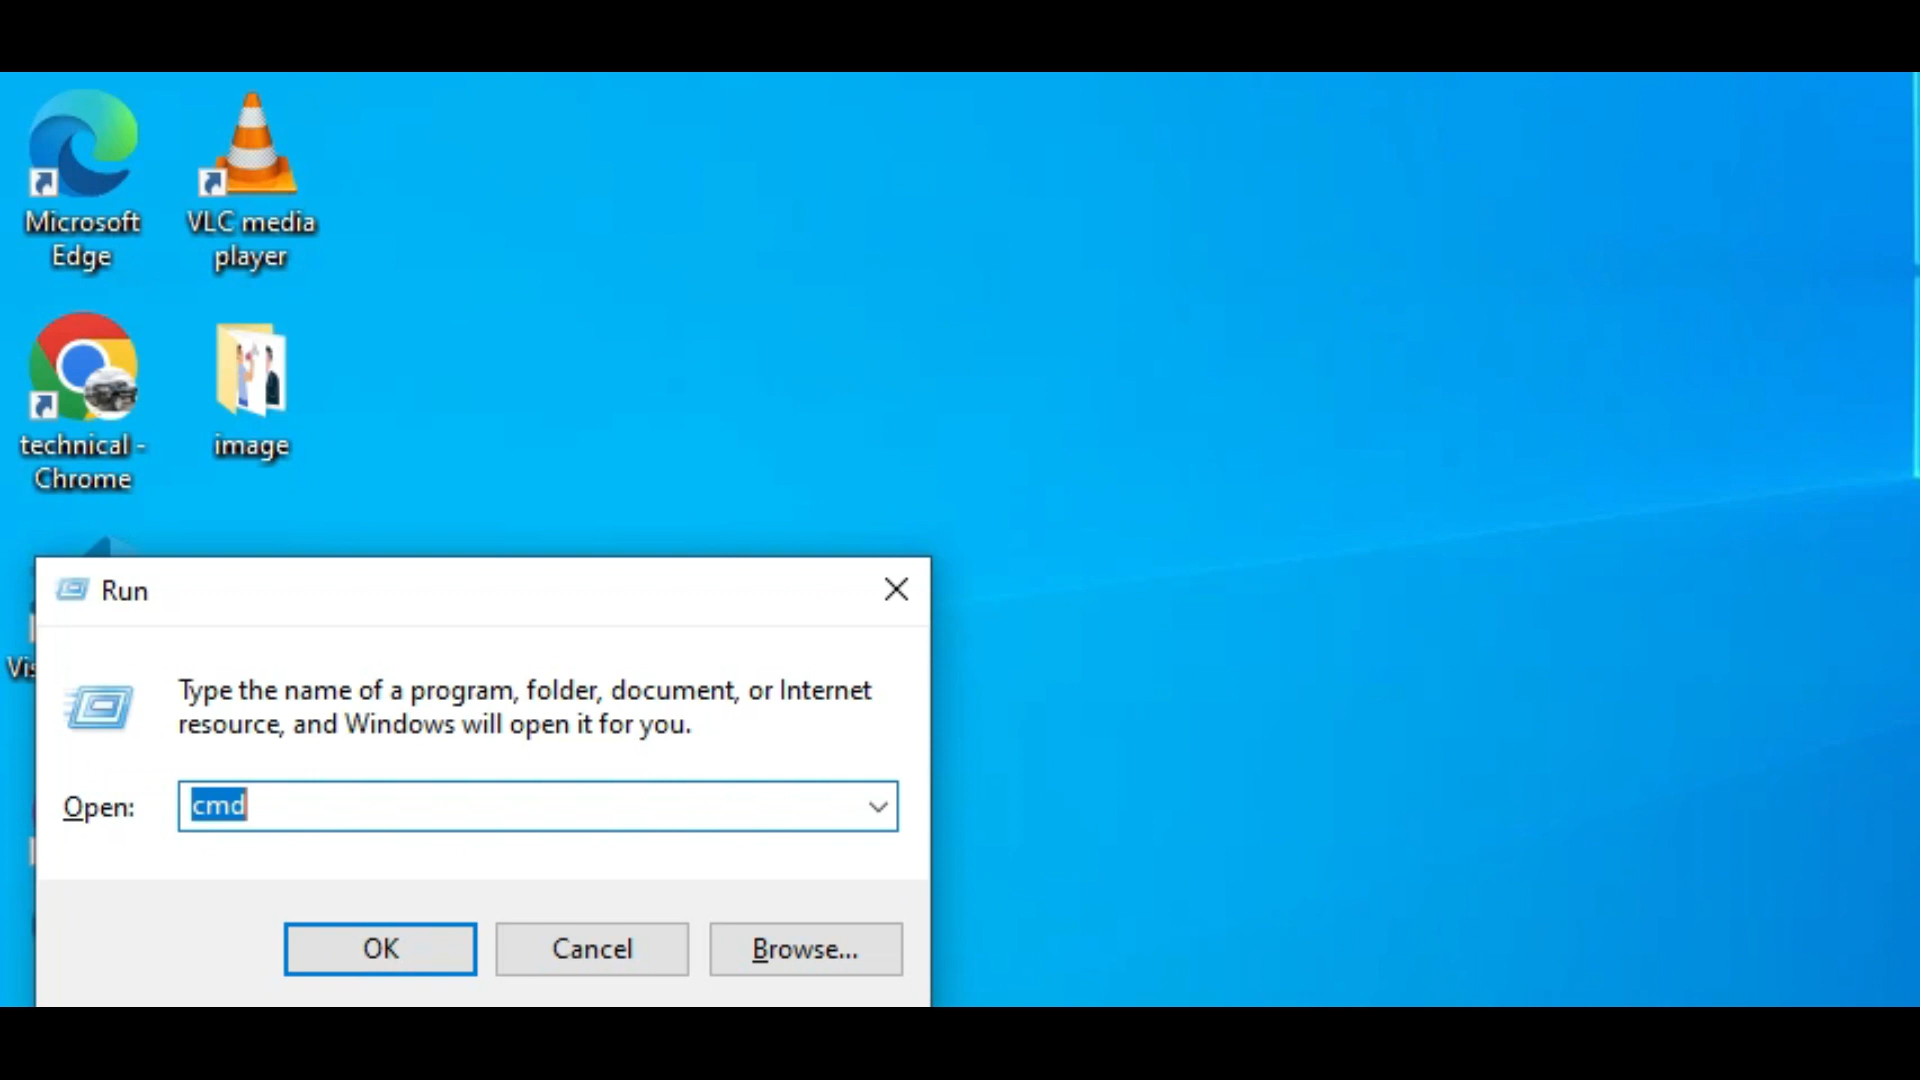 Microsoft
Edge
VLC media
player
technical -
Chrome
image
Vis
Run
Type the name of a program, folder, document, or Internet
resource, and Windows will open it for you.
Open:
cmd
OK
Cancel
Browse...